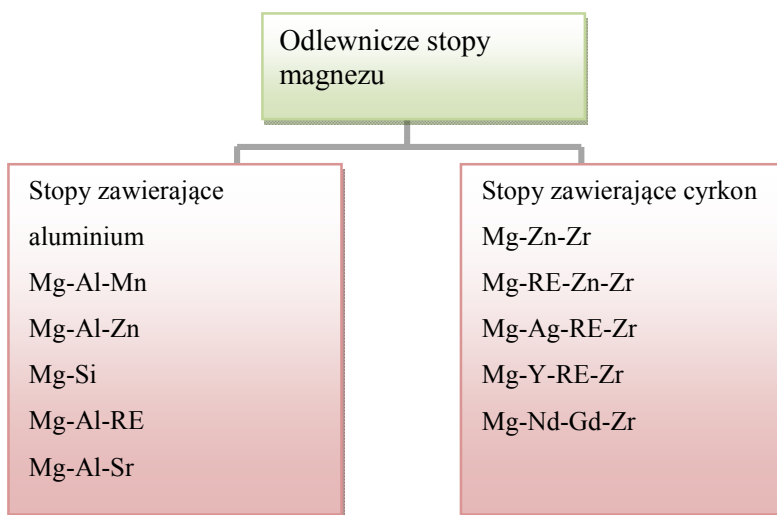 Odlewnicze stopy
magnezu
Stopy zawierające
aluminium
Mg-Al-Mn
Mg-Al-Zn
Mg-Si
Mg-Al-RE
Mg-Al-Sr
Stopy zawierające cyrkon
Mg-Zn-Zr
Mg-RE-Zn-Zr
Mg-Ag-RE-Zr
Mg-Y-RE-Zr
Mg-Nd-Gd-Zr